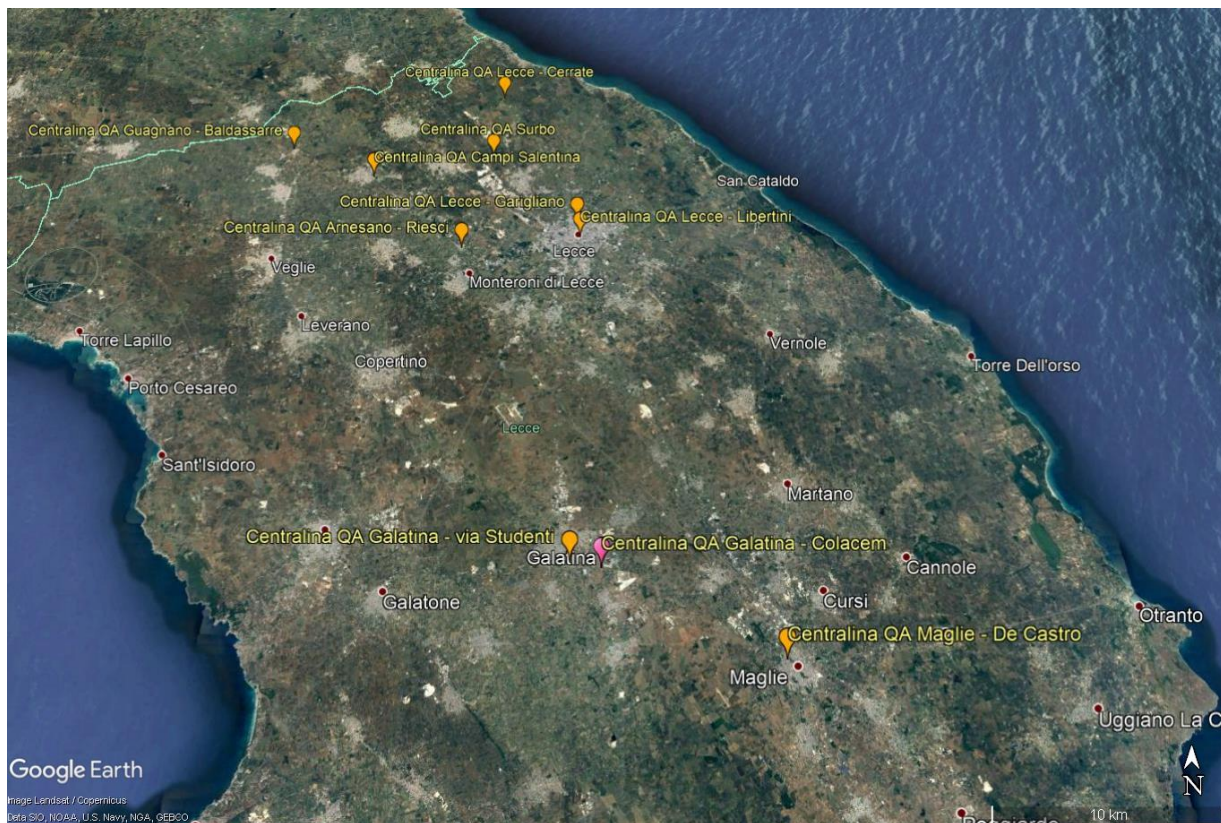 Centralina QA Lecce - Cerrate
Centralina QA Guagnano - Baldassarre
Centralina QA Surbo
Centralina QA Campi Salentina
San Cataldo
Centralina QA Lecce - Garigliano
Centralina QA Lecce - Libertini
Centralina QA Arnesano - Riesci
Lecce
Veglie
Monteroni di Lecce
Leverano
Torre Lapillo
Vernole
Copertino
Torre Dell'orso
Porto Cesareo
Lecce
Sant'Isidoro
Martano
Centralina QA Galatina - via Studenti
Centralina QA Galatina - Colacem
Galatina
Cannole
Galatone
Cursi
Otranto
Centralina QA Maglie - De Castro
Maglie
Uggiano La C
Google Earth
N
Image Landsat / Copernicus
10 km
Data SIO, NOAA, U.S. Navy, NGA, GEBCO